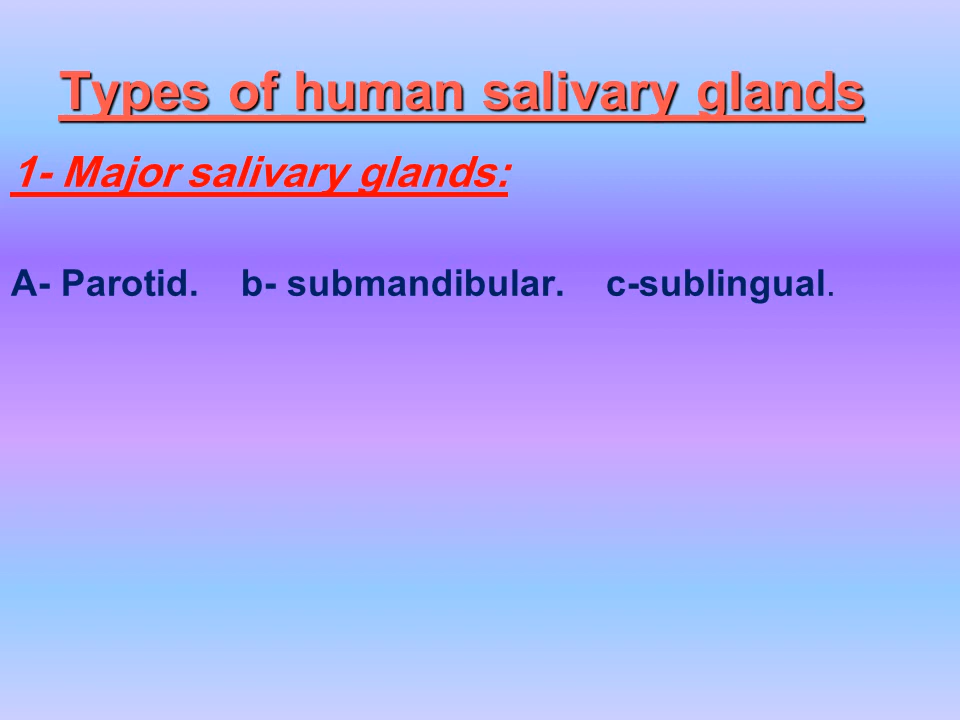 Types of human salivary glands
1- Major salivary glands:
A- Parotid. b- submandibular. c-sublingual.